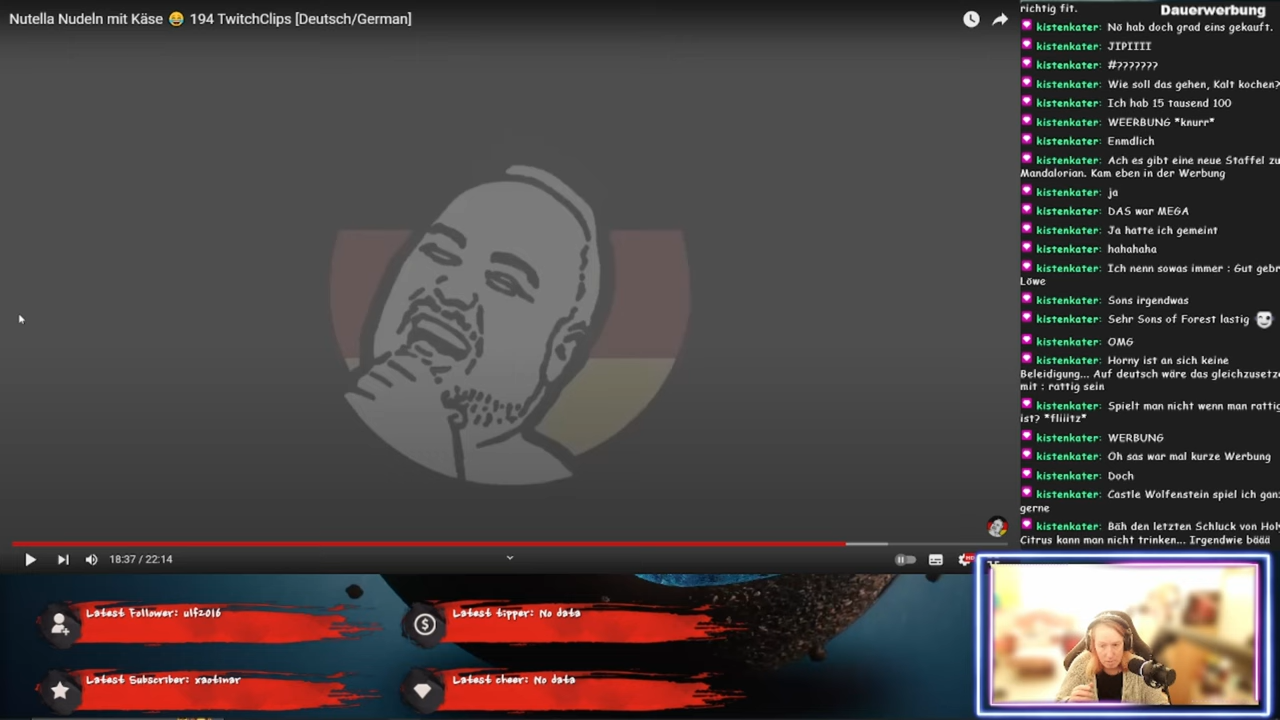 Nutella Nudeln mit Käse 😂 194 TwitchClips [Deutsch/German]
18:37 / 22:14
Dauerwerbung
richtig fit.
kistenkater: Nö hab doch grad eins gekauft.
kistenkater: JIPIIII
kistenkater: #???????
kistenkater: Wie soll das gehen, Kalt kochen?
kistenkater: Ich hab 15 tausend 100
kistenkater: WEERBUNG *knurr*
kistenkater: Enmdlich
kistenkater: Ach es gibt eine neue Staffel zu
Mandalorian. Kam eben in der Werbung
kistenkater: ja
kistenkater: DAS war MEGA
kistenkater: Ja hatte ich gemeint
kistenkater: hahahaha
kistenkater: Ich nenn sowas immer : Gut gebr
Löwe
kistenkater: Sons irgendwas
kistenkater: Sehr Sons of Forest lastig
kistenkater: OMG
kistenkater: Horny ist an sich keine
Beleidigung... Auf deutsch wäre das gleichzusetze
mit : rattig sein
kistenkater: Spielt man nicht wenn man rattig
ist? *fliiitz*
kistenkater: WERBUNG
kistenkater: Oh sas war mal kurze Werbung
kistenkater: Doch
kistenkater: Castle Wolfenstein spiel ich gan
gerne
kistenkater: Bäh den letzten Schluck von Hol
Citrus kann man nicht trinken... Irgendwie bäää
Latest Follower: ulf2016
Latest tipper: No data
Latest Subscriber: xaotinar
Latest cheer: No data